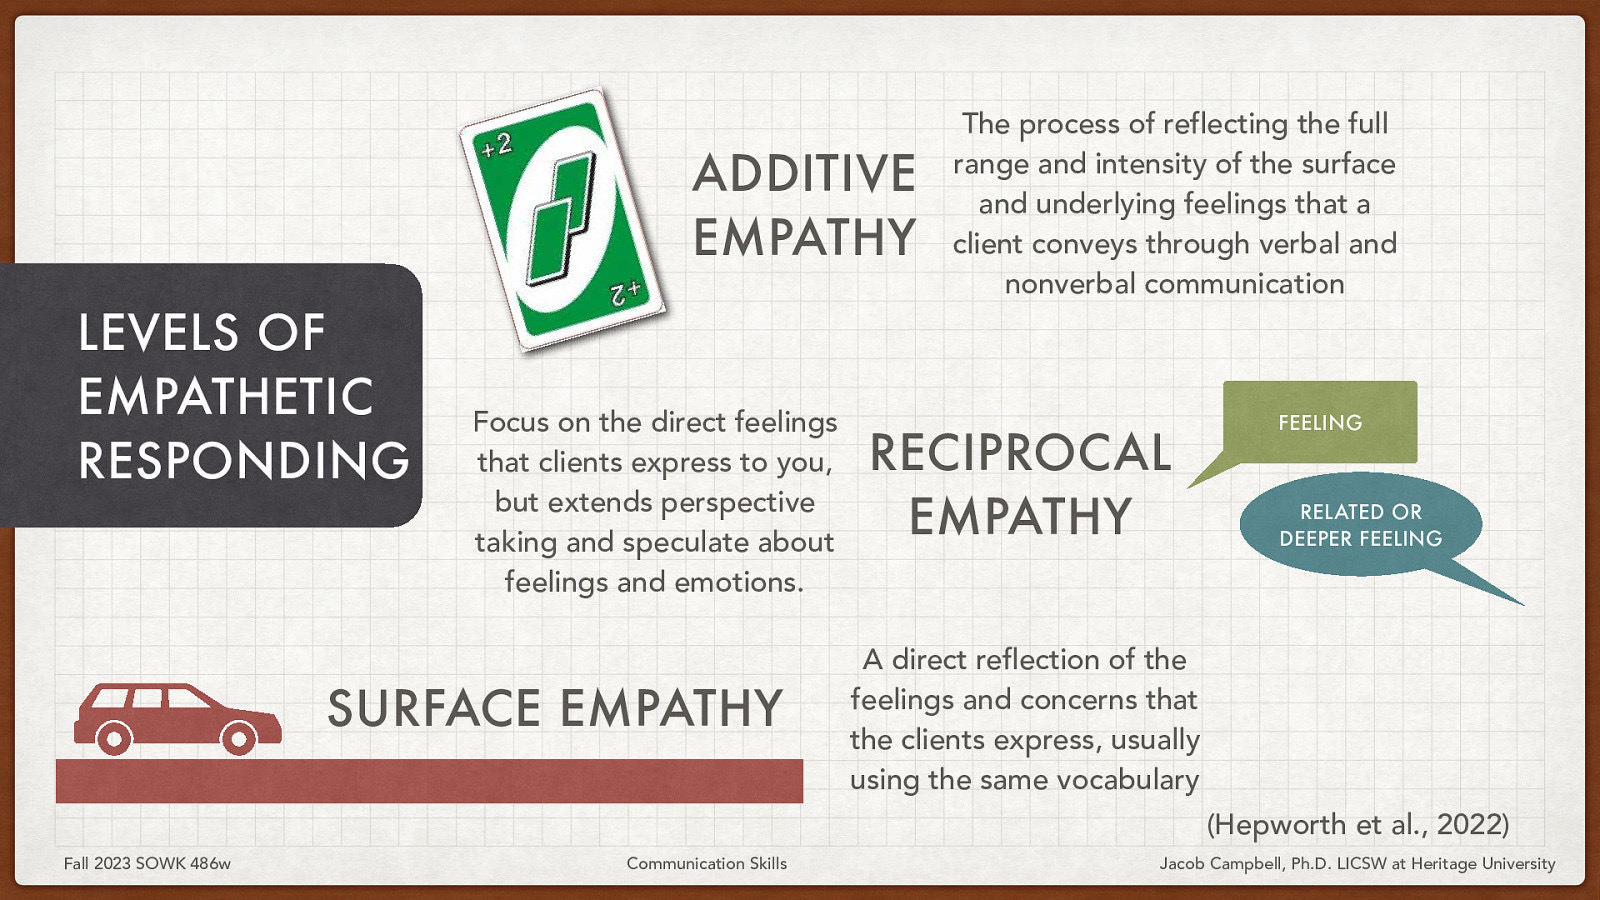 LEVELS OF
EMPATHETIC
RESPONDING
+2
+2
ADDITIVE
EMPATHY
The process of reflecting the full
range and intensity of the surface
and underlying feelings that a
client conveys through verbal and
nonverbal communication
Focus on the direct feelings
that clients express to you,
but extends perspective
taking and speculate about
feelings and emotions.
RECIPROCAL
EMPATHY
FEELING
RELATED OR
DEEPER FEELING
SURFACE EMPATHY
A direct reflection of the
feelings and concerns that
the clients express, usually
using the same vocabulary
(Hepworth et al., 2022)
Fall 2023 SOWK 486w
Communication Skills
Jacob Campbell, Ph.D. LICSW at Heritage University